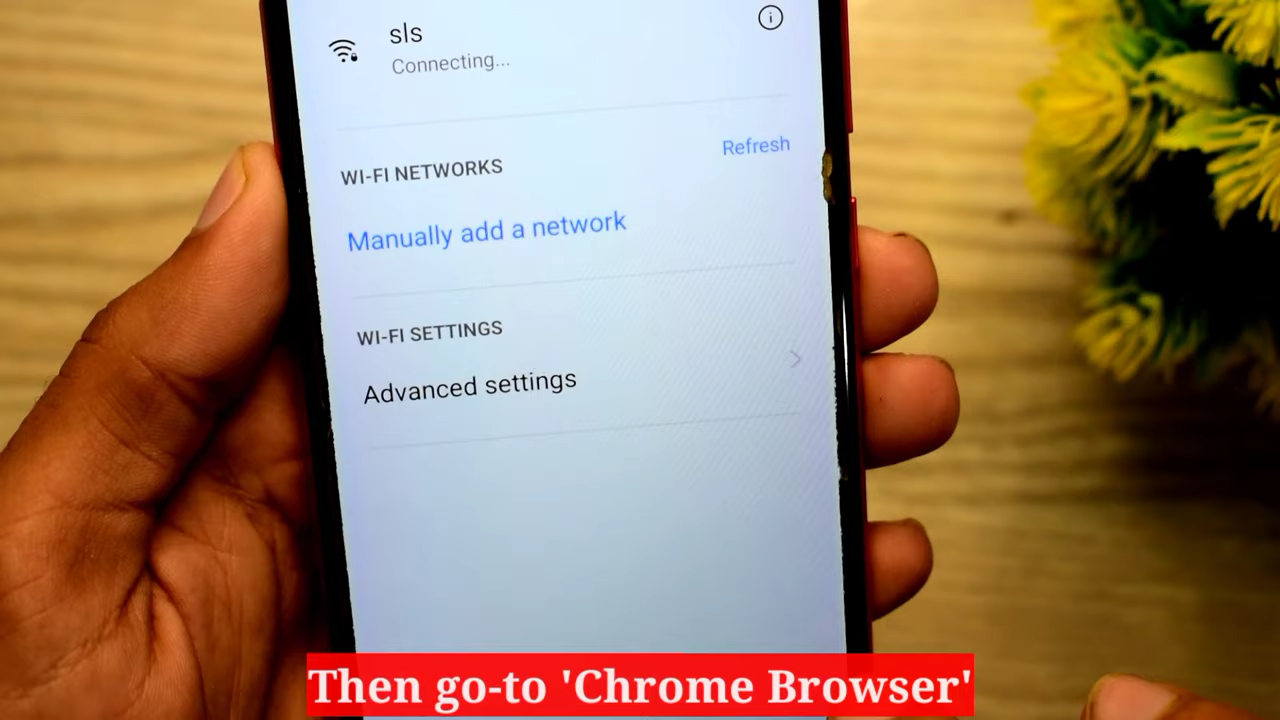 sls
Connecting...
WI-FI NETWORKS
Refresh
Manually add a network
WI-FI SETTINGS
Advanced settings
Then go-to 'Chrome Browser'